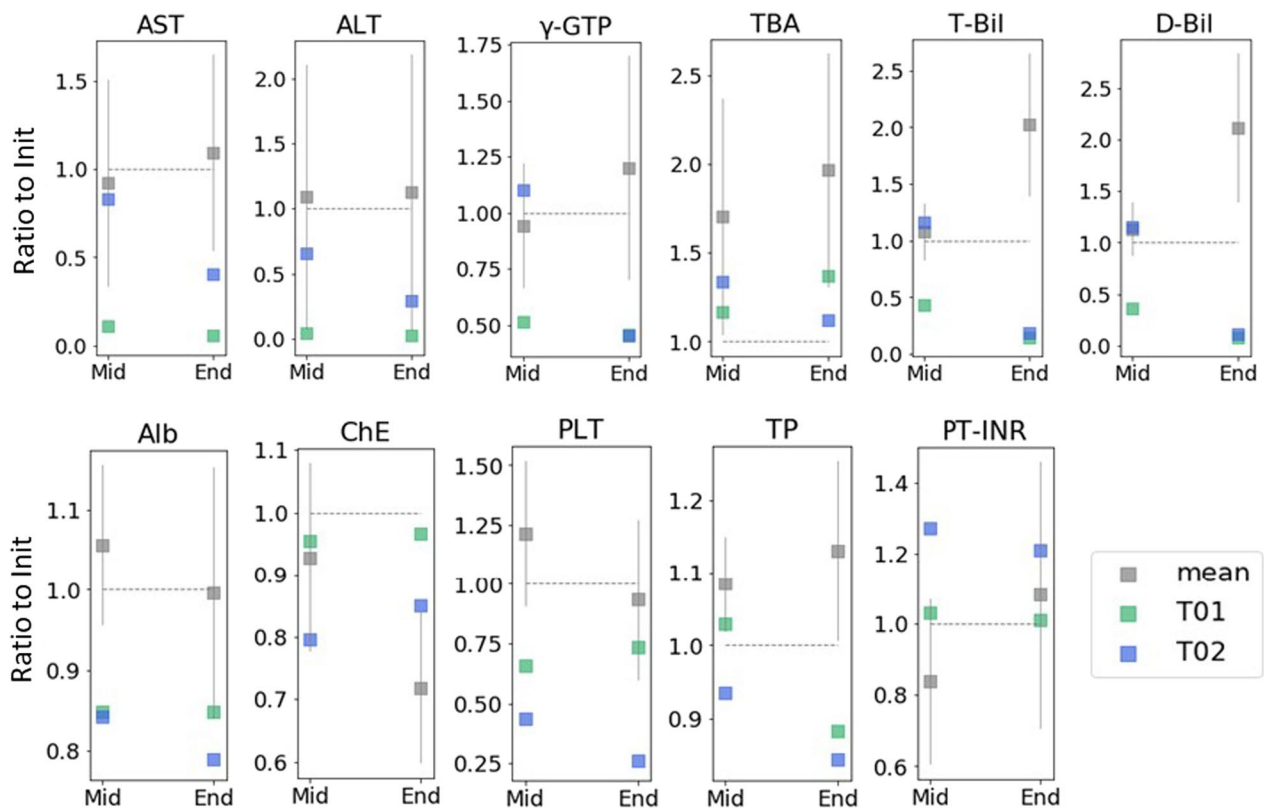 AST
ALT
γ-GTP
TBA
T-Bil
D-Bil
Ratio to Init
1.5
1.0
0.5
0.0
Mid End
2.0
1.5
1.0
0.5
0.0
Mid End
1.75
1.50
1.25
1.00
0.75
0.50
Mid End
2.5
2.0
1.5
1.0
Mid End
2.5
2.0
1.5
1.0
0.5
0.0
Mid End
2.5
2.0
1.5
1.0
0.5
0.0
Mid End
Alb
ChE
PLT
TP
PT-INR
Ratio to Init
1.1
1.0
0.9
0.8
Mid End
1.1
1.0
0.9
0.8
0.7
0.6
Mid End
1.50
1.25
1.00
0.75
0.50
0.25
Mid End
1.2
1.1
1.0
0.9
Mid End
1.4
1.2
1.0
0.8
0.6
Mid End
mean
T01
T02